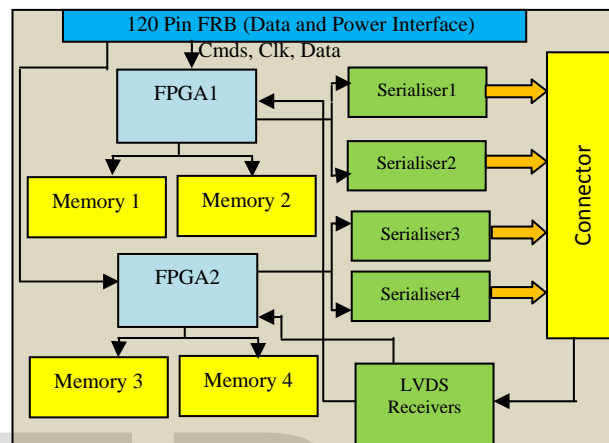 120 Pin FRB (Data and Power Interface)
Cmds, Clk, Data
FPGA1
Serialiser1
Serialiser2
Memory 1
Memory 2
Serialiser3
FPGA2
Serialiser4
Connector
Memory 3
Memory 4
LVDS
Receivers